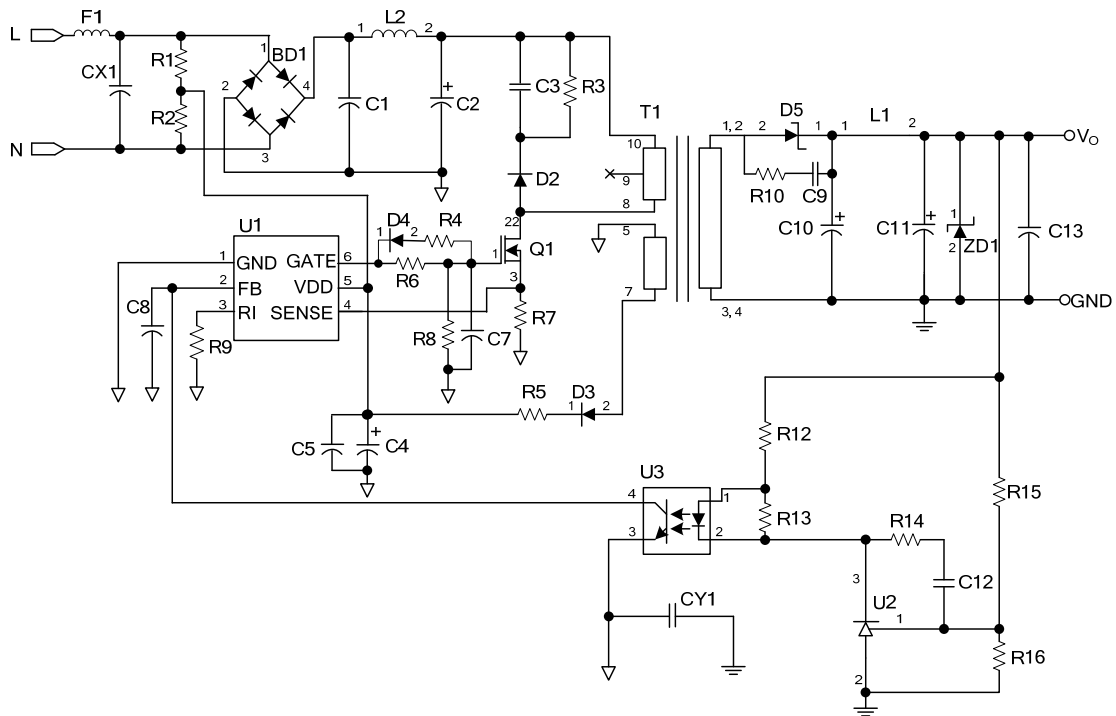 F1
L2
L
1
2
R1
BD1
1
CX1
2
4
C1
C2
C3
R3
T1
D5
R2
10
1, 2
2
1
1
L1
2
VO
N
3
9
R10
C9
D2
8
C10
C11
1
2
ZD1
C13
U1
D4
R4
22
5
1
2
1
Q1
1
GND
GATE
6
R6
3
2
FB
VDD
5
7
3, 4
GND
C8
3
RI
SENSE
4
R7
R9
R8
C7
R5
D3
1
2
C5
C4
R12
U3
4
1
R15
R13
3
2
R14
3
C12
CY1
U2
1
R16
2